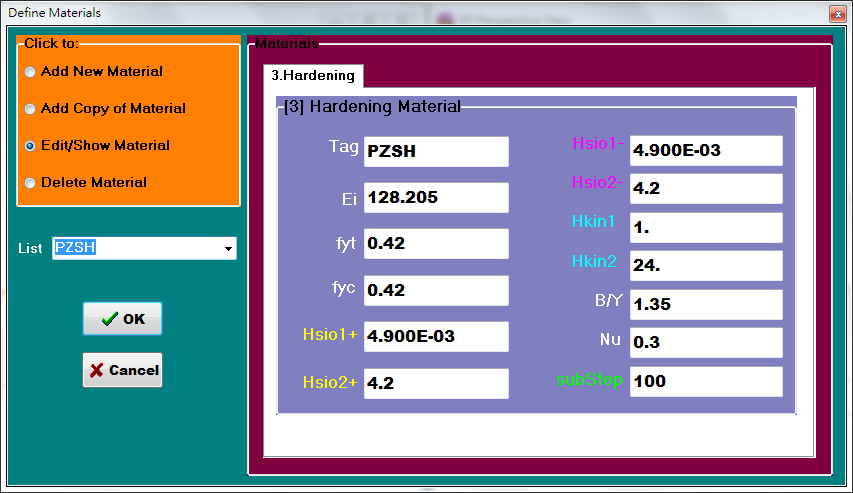 Define Materials
Click to:
Add New Material
Add Copy of Material
Edit/Show Material
Delete Material
List PZSH
OK
Cancel
Materials
3.Hardening
[3] Hardening Material
Tag PZSH
Ei 128.205
fyt 0.42
fyc 0.42
Hsio1+ 4.900E-03
Hsio2+ 4.2
Hsio1- 4.900E-03
Hsio2- 4.2
Hkin1 1.
Hkin2 24.
B/Y 1.35
Nu 0.3
subStep 100